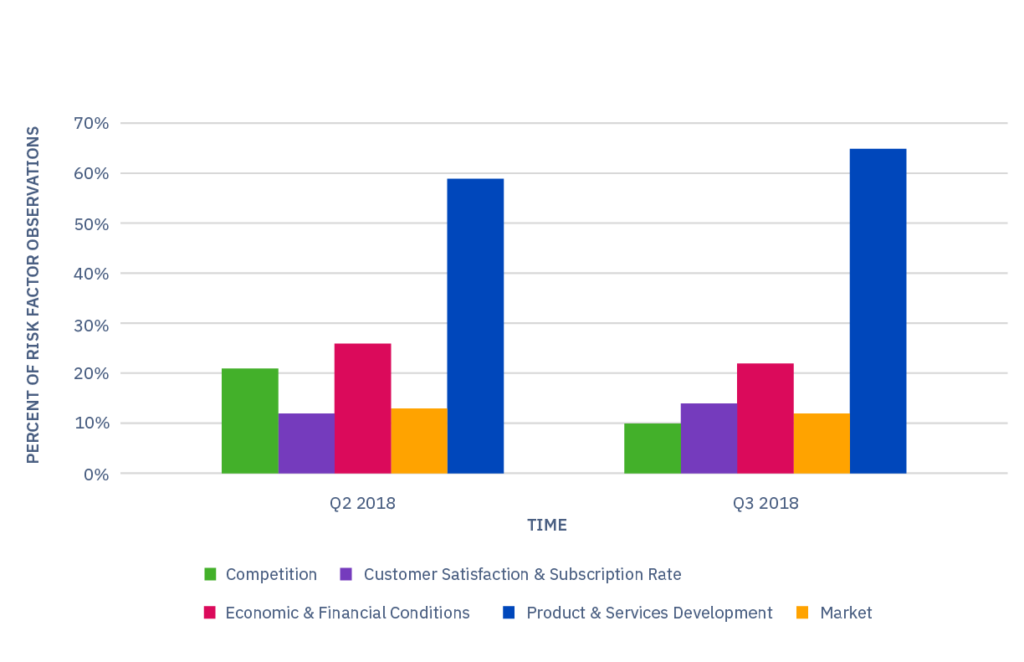 PERCENT OF RISK FACTOR OBSERVATIONS
70%
60%
50%
40%
30%
20%
10%
0%
Q2 2018 Q3 2018
TIME
Competition Customer Satisfaction & Subscription Rate
Economic & Financial Conditions Product & Services Development Market